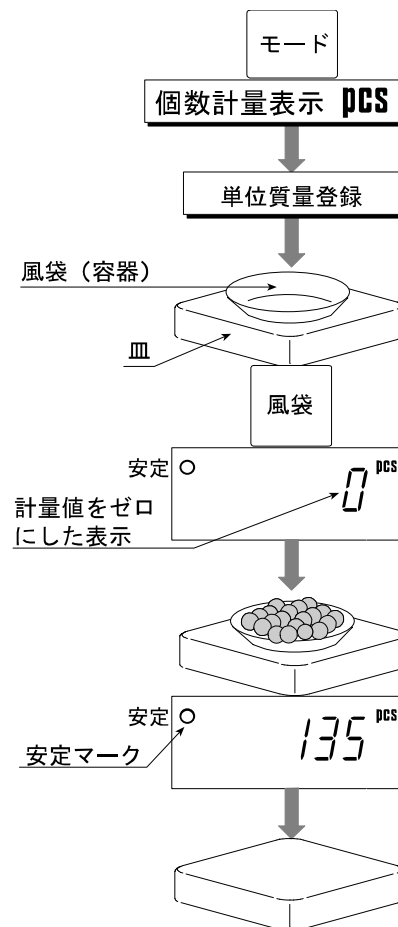 モード
個数計量表示 pcs
単位質量登録
風袋（容器）
皿
風袋
安定
pcs
0
計量値をゼロ
にした表示
安定
pcs
135
安定マーク